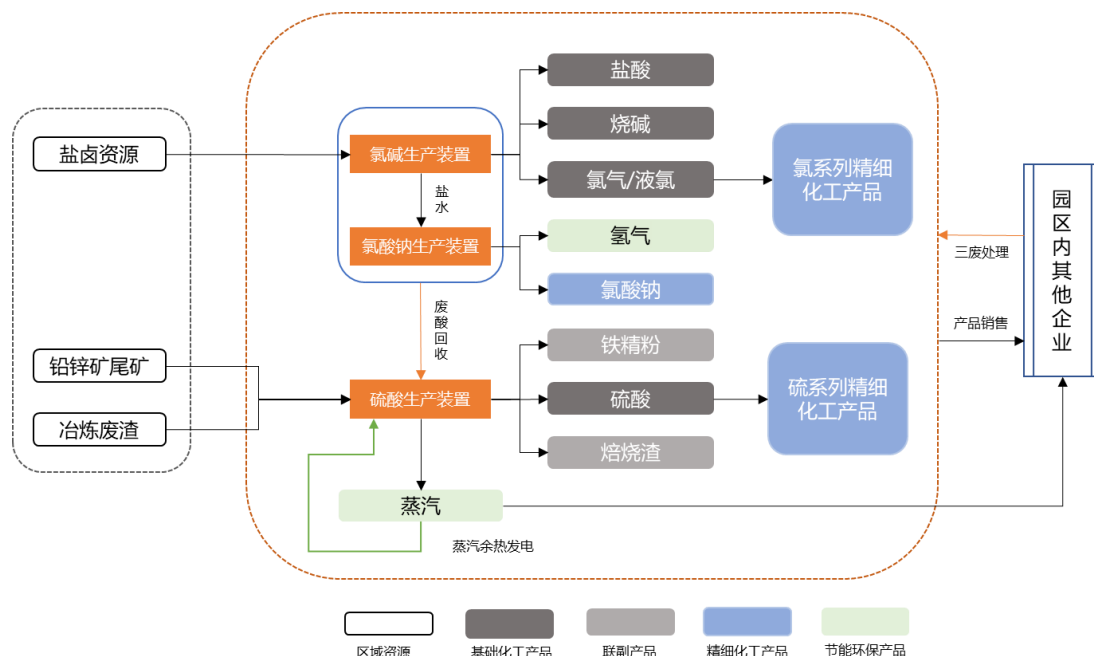 盐卤资源
铅锌矿尾矿
冶炼废渣
氯碱生产装置
盐
水
氯酸钠生产装置
废
酸
回
收
硫酸生产装置
蒸汽
蒸汽余热发电
盐酸
烧碱
氯气/液氯
氢气
氯酸钠
铁精粉
硫酸
焙烧渣
氯系列精细
化工产品
硫系列精细
化工产品
三废处理
产品销售
园
区
内
其
他
企
业
区域资源
基础化工产品
联副产品
精细化工产品
节能环保产品